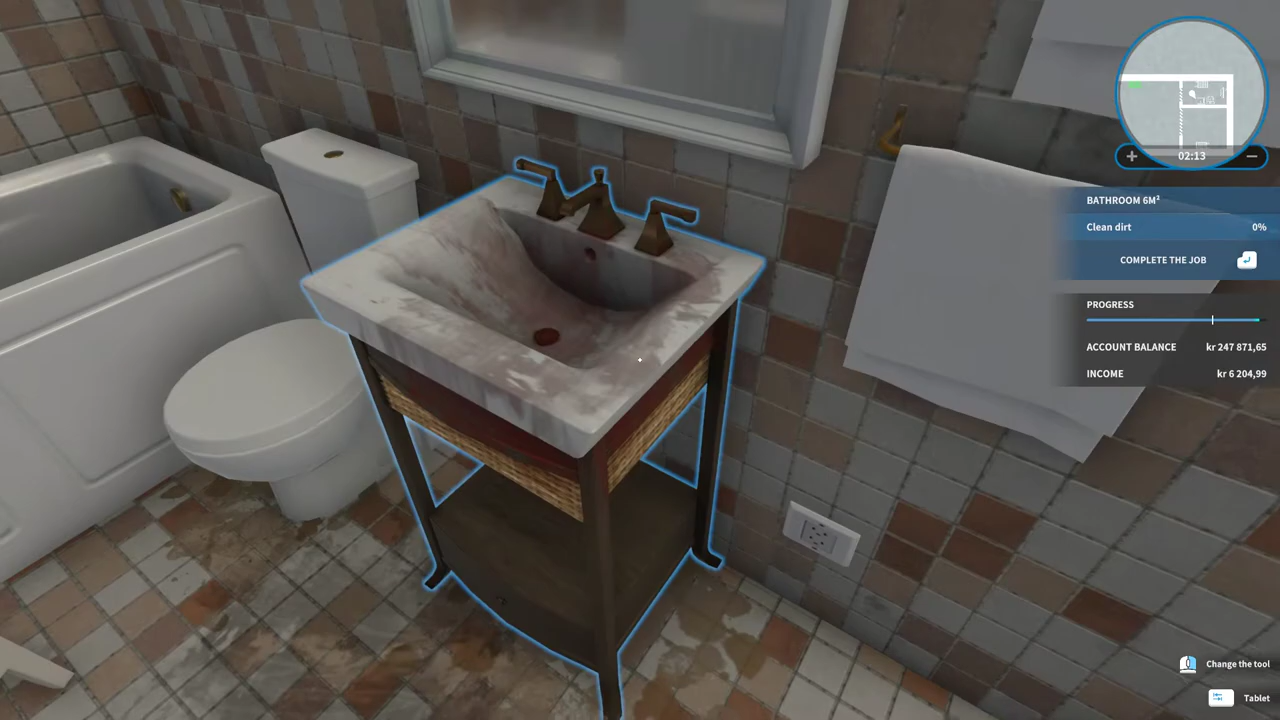 + 02:13 −
BATHROOM 6M²
Clean dirt 0%
COMPLETE THE JOB
PROGRESS
ACCOUNT BALANCE kr 247 871,65
INCOME kr 6 204,99
Change the tool
Tablet